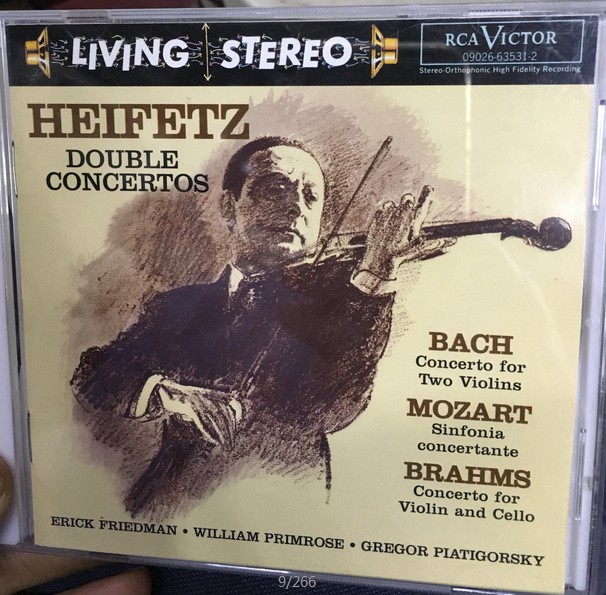 LIVING STEREO
RCA VICTOR
09026-63531-2
Stereo-Orthophonic High Fidelity Recording
HEIFETZ
DOUBLE
CONCERTOS
BACH
Concerto for
Two Violins
MOZART
Sinfonia
concertante
BRAHMS
Concerto for
Violin and Cello
ERICK FRIEDMAN • WILLIAM PRIMROSE • GREGOR PIATIGORSKY
9/266